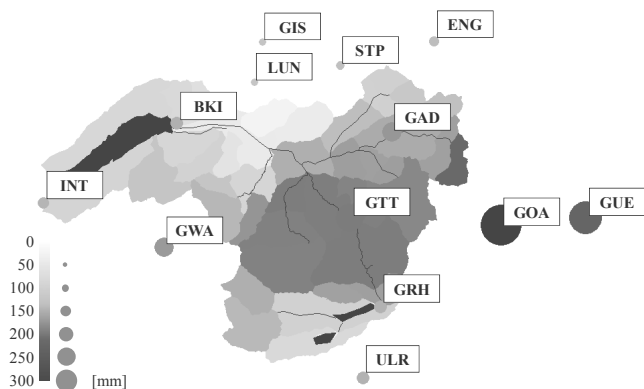 GIS
ENG
STP
LUN
BKI
GAD
INT
GTT
GWA
GOA
GUE
GRH
ULR
0
50
100
150
200
250
300
[mm]